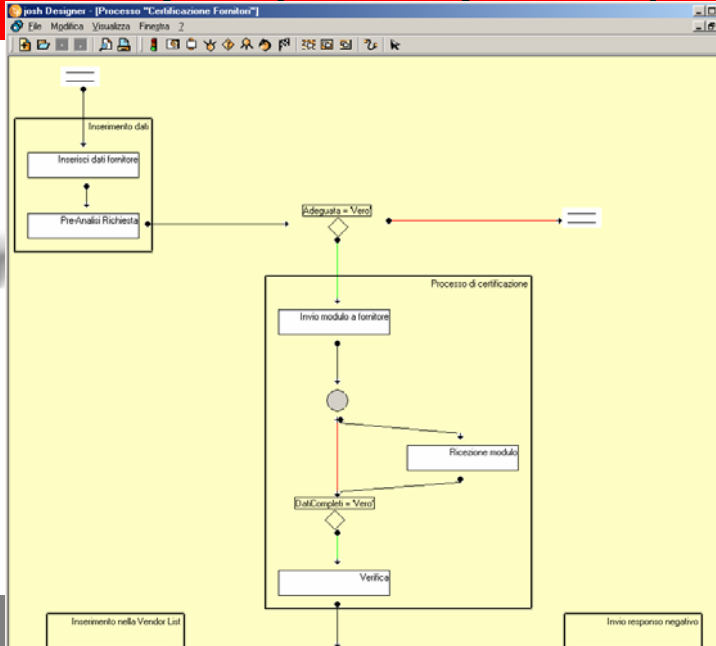 josh Designer - [Processo "Certificazione Fornitori"]
File Modifica Visualizza Finestra ?
Inserimento dati
Inserisci dati fornitore
Pre-Analisi Richiesta
Adeguata = 'Vero'
Processo di certificazione
Invio modulo a fornitore
Ricezione modulo
DatiCompleti = 'Vero'
Verifica
Inserimento nella Vendor List
Invio responso negativo